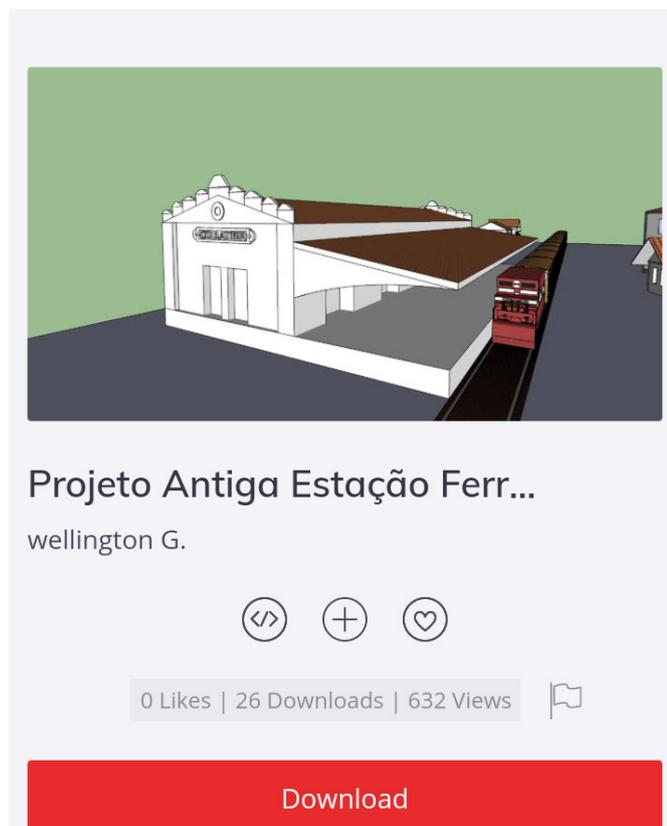 Projeto Antiga Estação Ferr...
wellington G.
0 Likes | 26 Downloads | 632 Views
Download